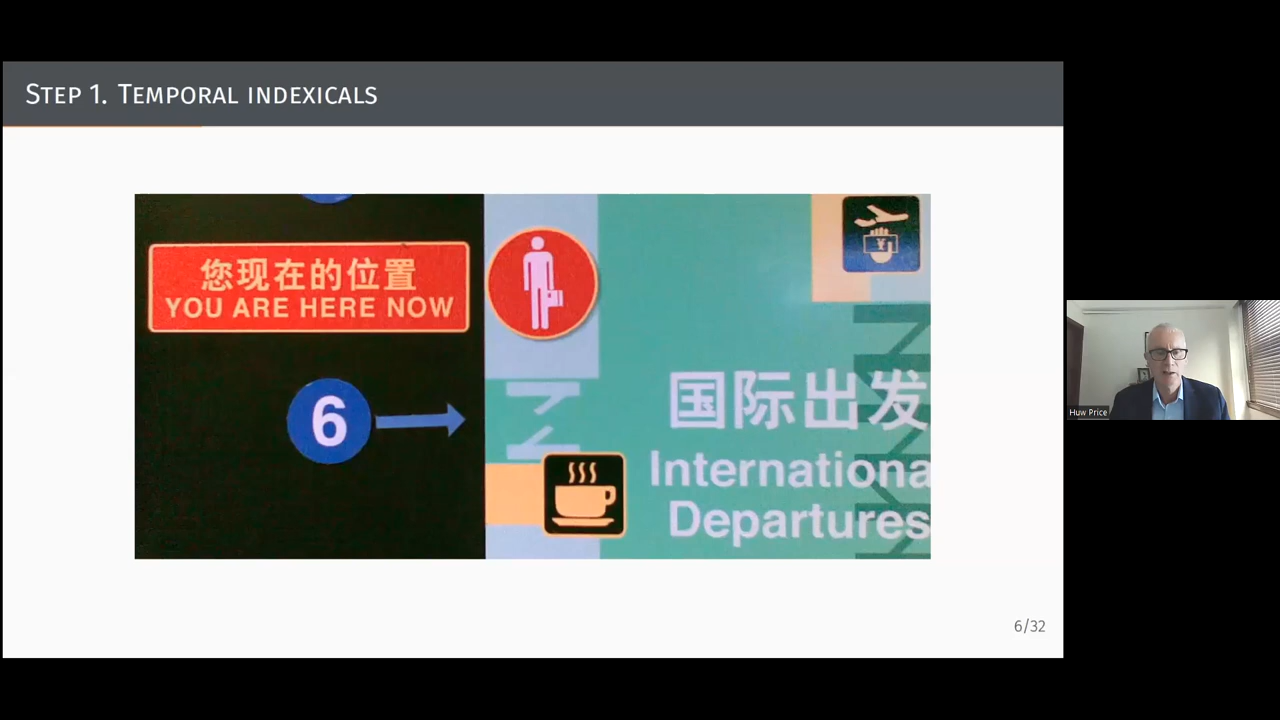 STEP 1. TEMPORAL INDEXICALS
您现在的位置
YOU ARE HERE NOW
6
¥
国际出发
Internationa
Departures
6/32
Huw Price